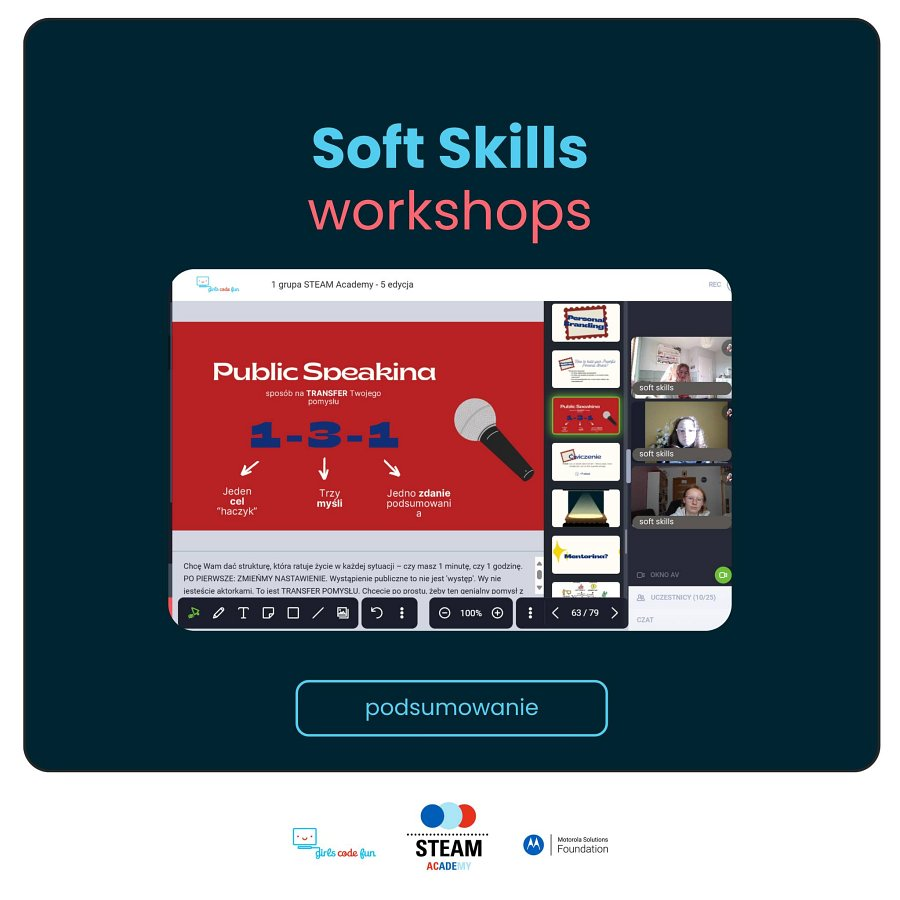 Soft Skills
workshops
girls code fun
1 grupa STEAM Academy - 5 edycja
REC
Public Speaking
sposób na TRANSFER Twojego
pomysłu
1-3-1
Jeden
cel
"haczyk"
Trzy
myśli
Jedno zdanie
podsumowani
a
Chcę Wam dać strukturę, która ratuje życie w każdej sytuacji – czy masz 1 minutę, czy 1 godzinę.
PO PIERWSZE: ZMIEŃMY NASTAWIENIE. Wystąpienie publiczne to nie jest 'występ'. Wy nie
jesteście aktorkami. To jest TRANSFER POMYSŁU. Chcecie po prostu, żeby ten genialny pomysł z
100%
63 / 79
Personal
Branding
Public Speaking
1-3-1
Ćwiczenie
Mentoring?
soft skills
soft skills
soft skills
OKNO AV
UCZESTNICY (10/25)
CZAT
podsumowanie
girls code fun
STEAM
ACADEMY
Motorola Solutions
Foundation